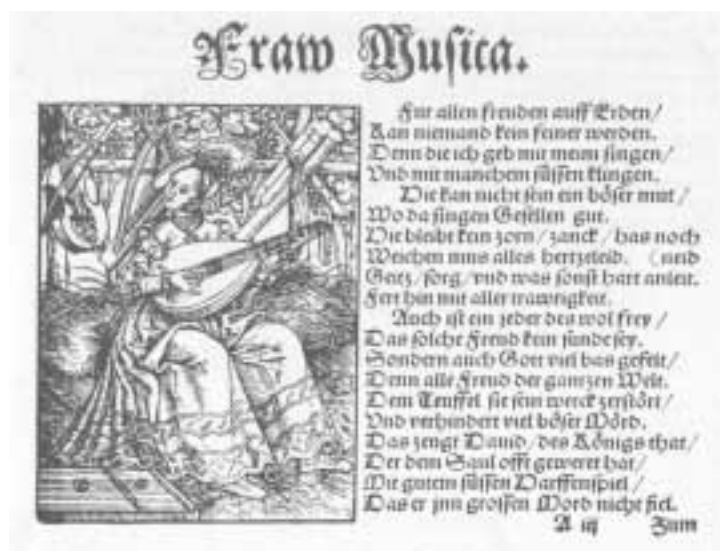 Fraw Musica.
Fur allen freuden auff Erden/
Kan niemand kein feiner werden.
Denn die ich geb mit meim singen/
Vnd mit manchem süssen klingen.
Hie kan nicht sein ein böser mut/
Wo da singen Gesellen gut.
Hie bleibt kein zorn/zanck/has noch
Weichen mus alles hertzeleid. (neid
Geitz/sorg/vnd was sonst hart anleit.
Fert hin mit aller trawrigkeit.
Auch ist ein jeder des wol frey/
Das solche Freud kein sunde sey.
Sondern auch Gott viel bas gefelt/
Denn alle Freud der gantzen Welt.
Dem Teuffel sie sein werck zerstört/
Vnd verhindert viel böser Mörd.
Das zeugt Dauid/des Königs that/
Der dem Saul offt geweret hat/
Mit gutem süssen Harffenspiel/
Das er jnn grossen Mord nicht fiel.
A iij Zum